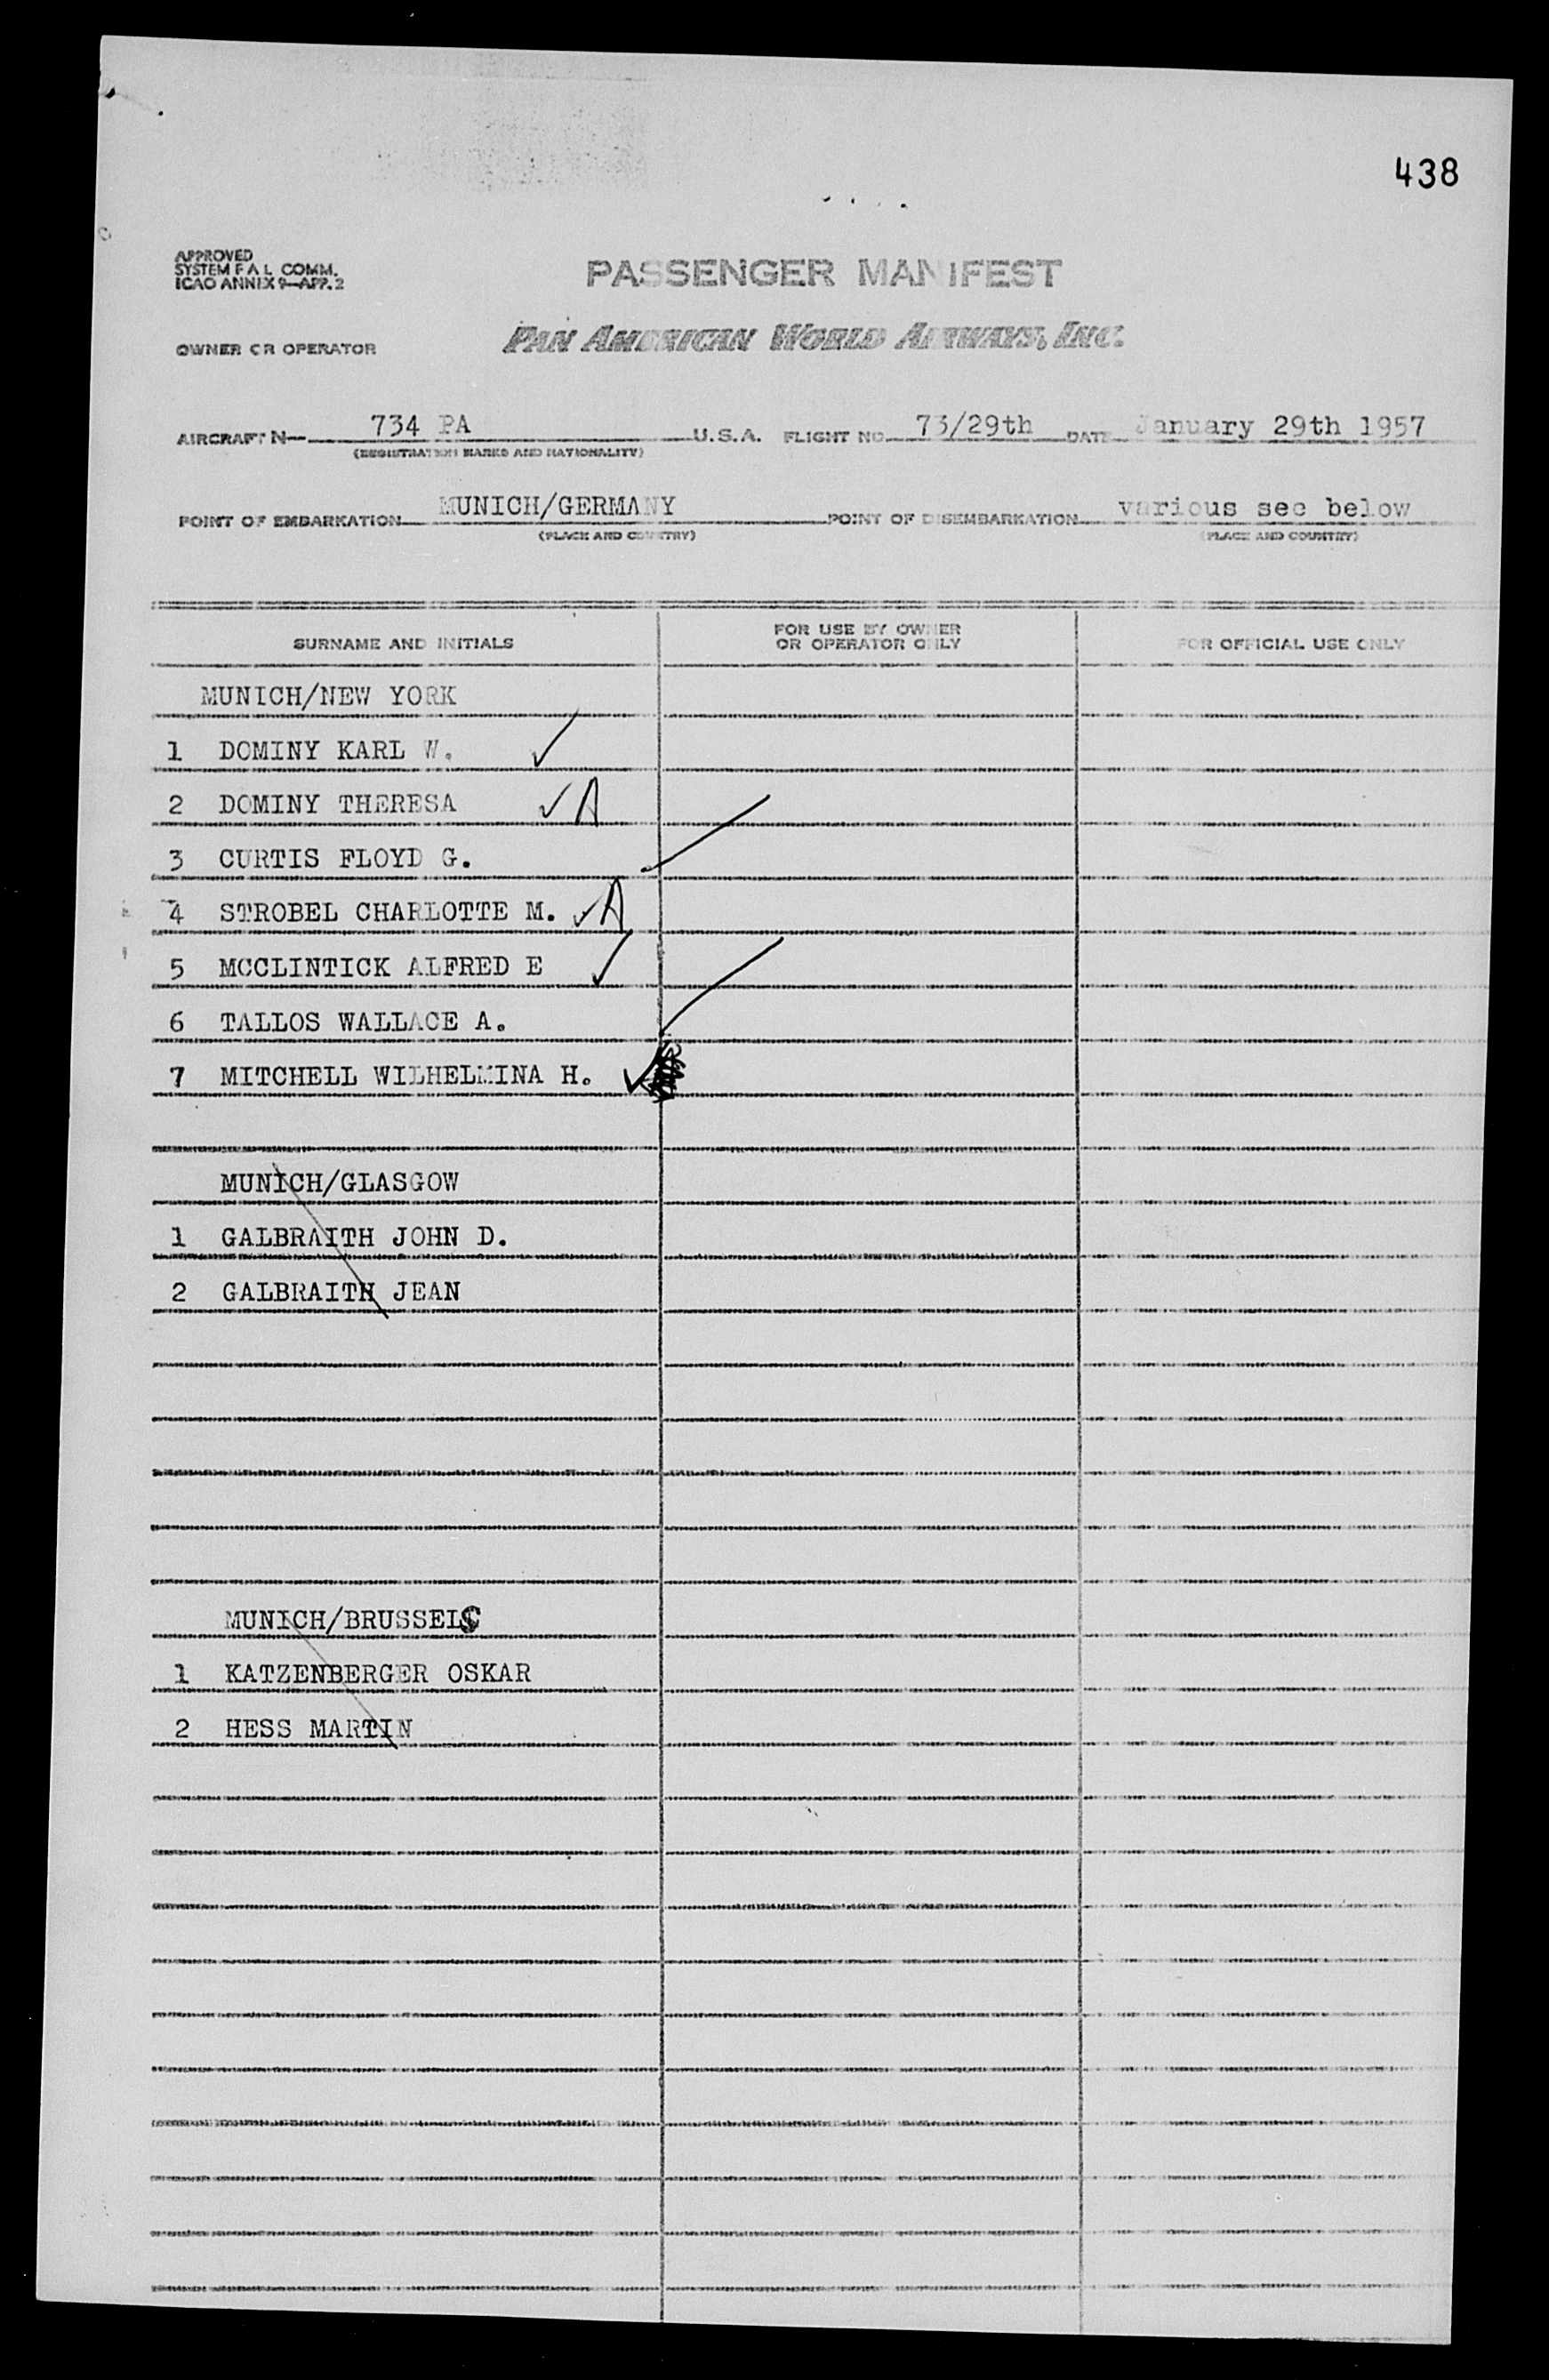 438
APPROVED
SYSTEM F A L COMM.
ICAO ANNEX 9-APP. 2
PASSENGER MANIFEST
OWNER OR OPERATOR PAN AMERICAN WORLD AIRWAYS, INC.
AIRCRAFT N- 734 PA U.S.A. FLIGHT NO. 73/29th DATE January 29th 1957
(REGISTRATION MARKS AND NATIONALITY)
POINT OF EMBARKATION MUNICH/GERMANY POINT OF DISEMBARKATION various see below
(PLACE AND COUNTRY) (PLACE AND COUNTRY)
SURNAME AND INITIALS FOR USE BY OWNER OR OPERATOR ONLY FOR OFFICIAL USE ONLY
MUNICH/NEW YORK
1 DOMINY KARL W. ✓
2 DOMINY THERESA ✓ A
3 CURTIS FLOYD G.
4 STROBEL CHARLOTTE M. ✓ A
5 MCCLINTICK ALFRED E ✓
6 TALLOS WALLACE A.
7 MITCHELL WILHELMINA H. ✓
MUNICH/GLASGOW
1 GALBRAITH JOHN D.
2 GALBRAITH JEAN
MUNICH/BRUSSELS
1 KATZENBERGER OSKAR
2 HESS MARTIN